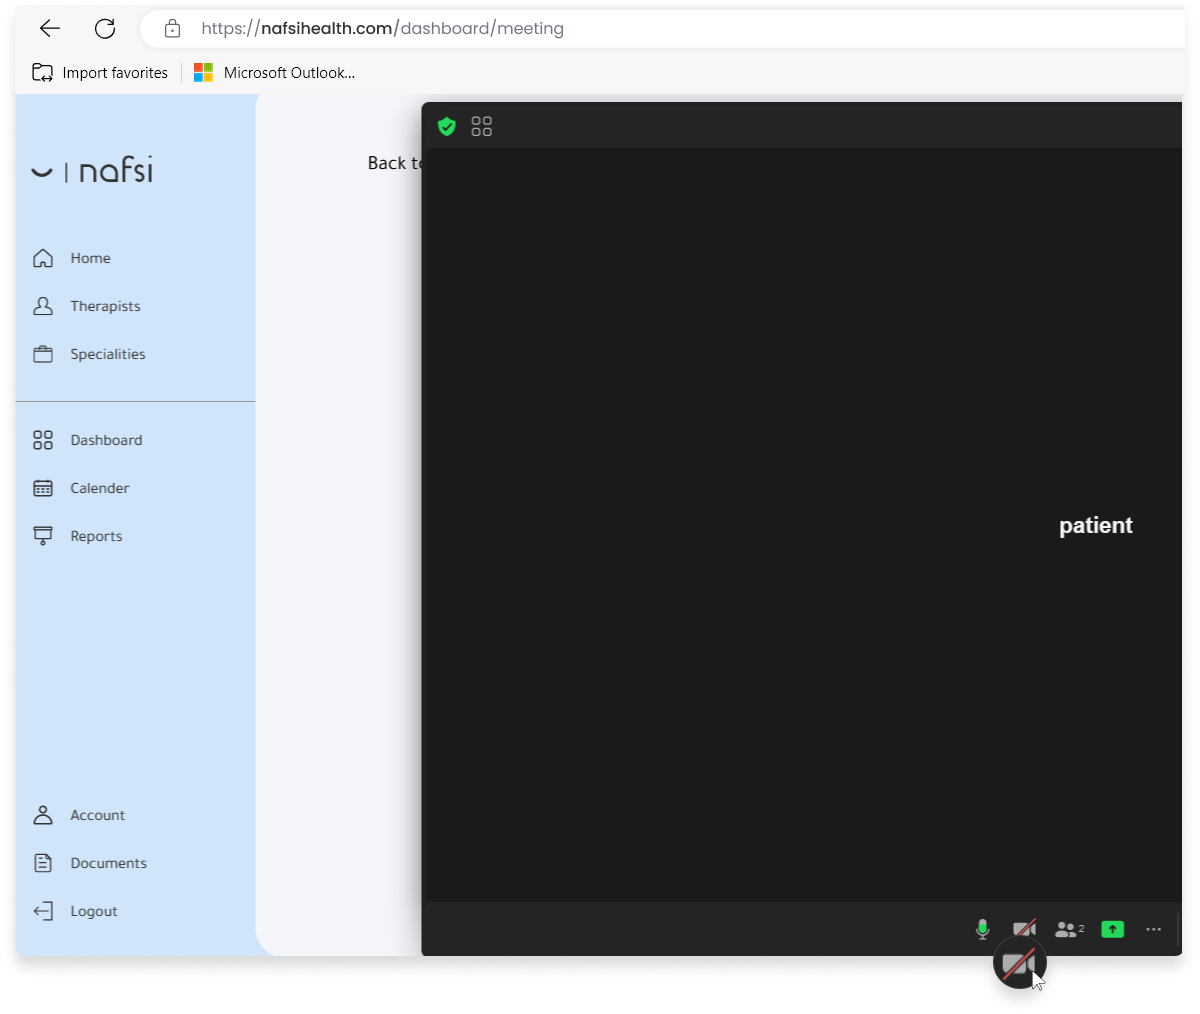 https://nafsihealth.com/dashboard/meeting
Import favorites
Microsoft Outlook...
nafsi
Back to
Home
Therapists
Specialities
Dashboard
Calender
Reports
patient
Account
Documents
Logout
2